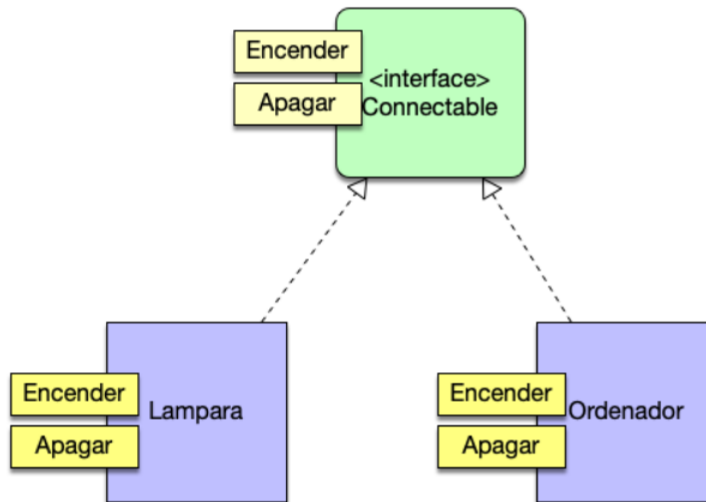 Encender
Apagar
<interface>
Connectable
Encender
Apagar
Lampara
Encender
Apagar
Ordenador